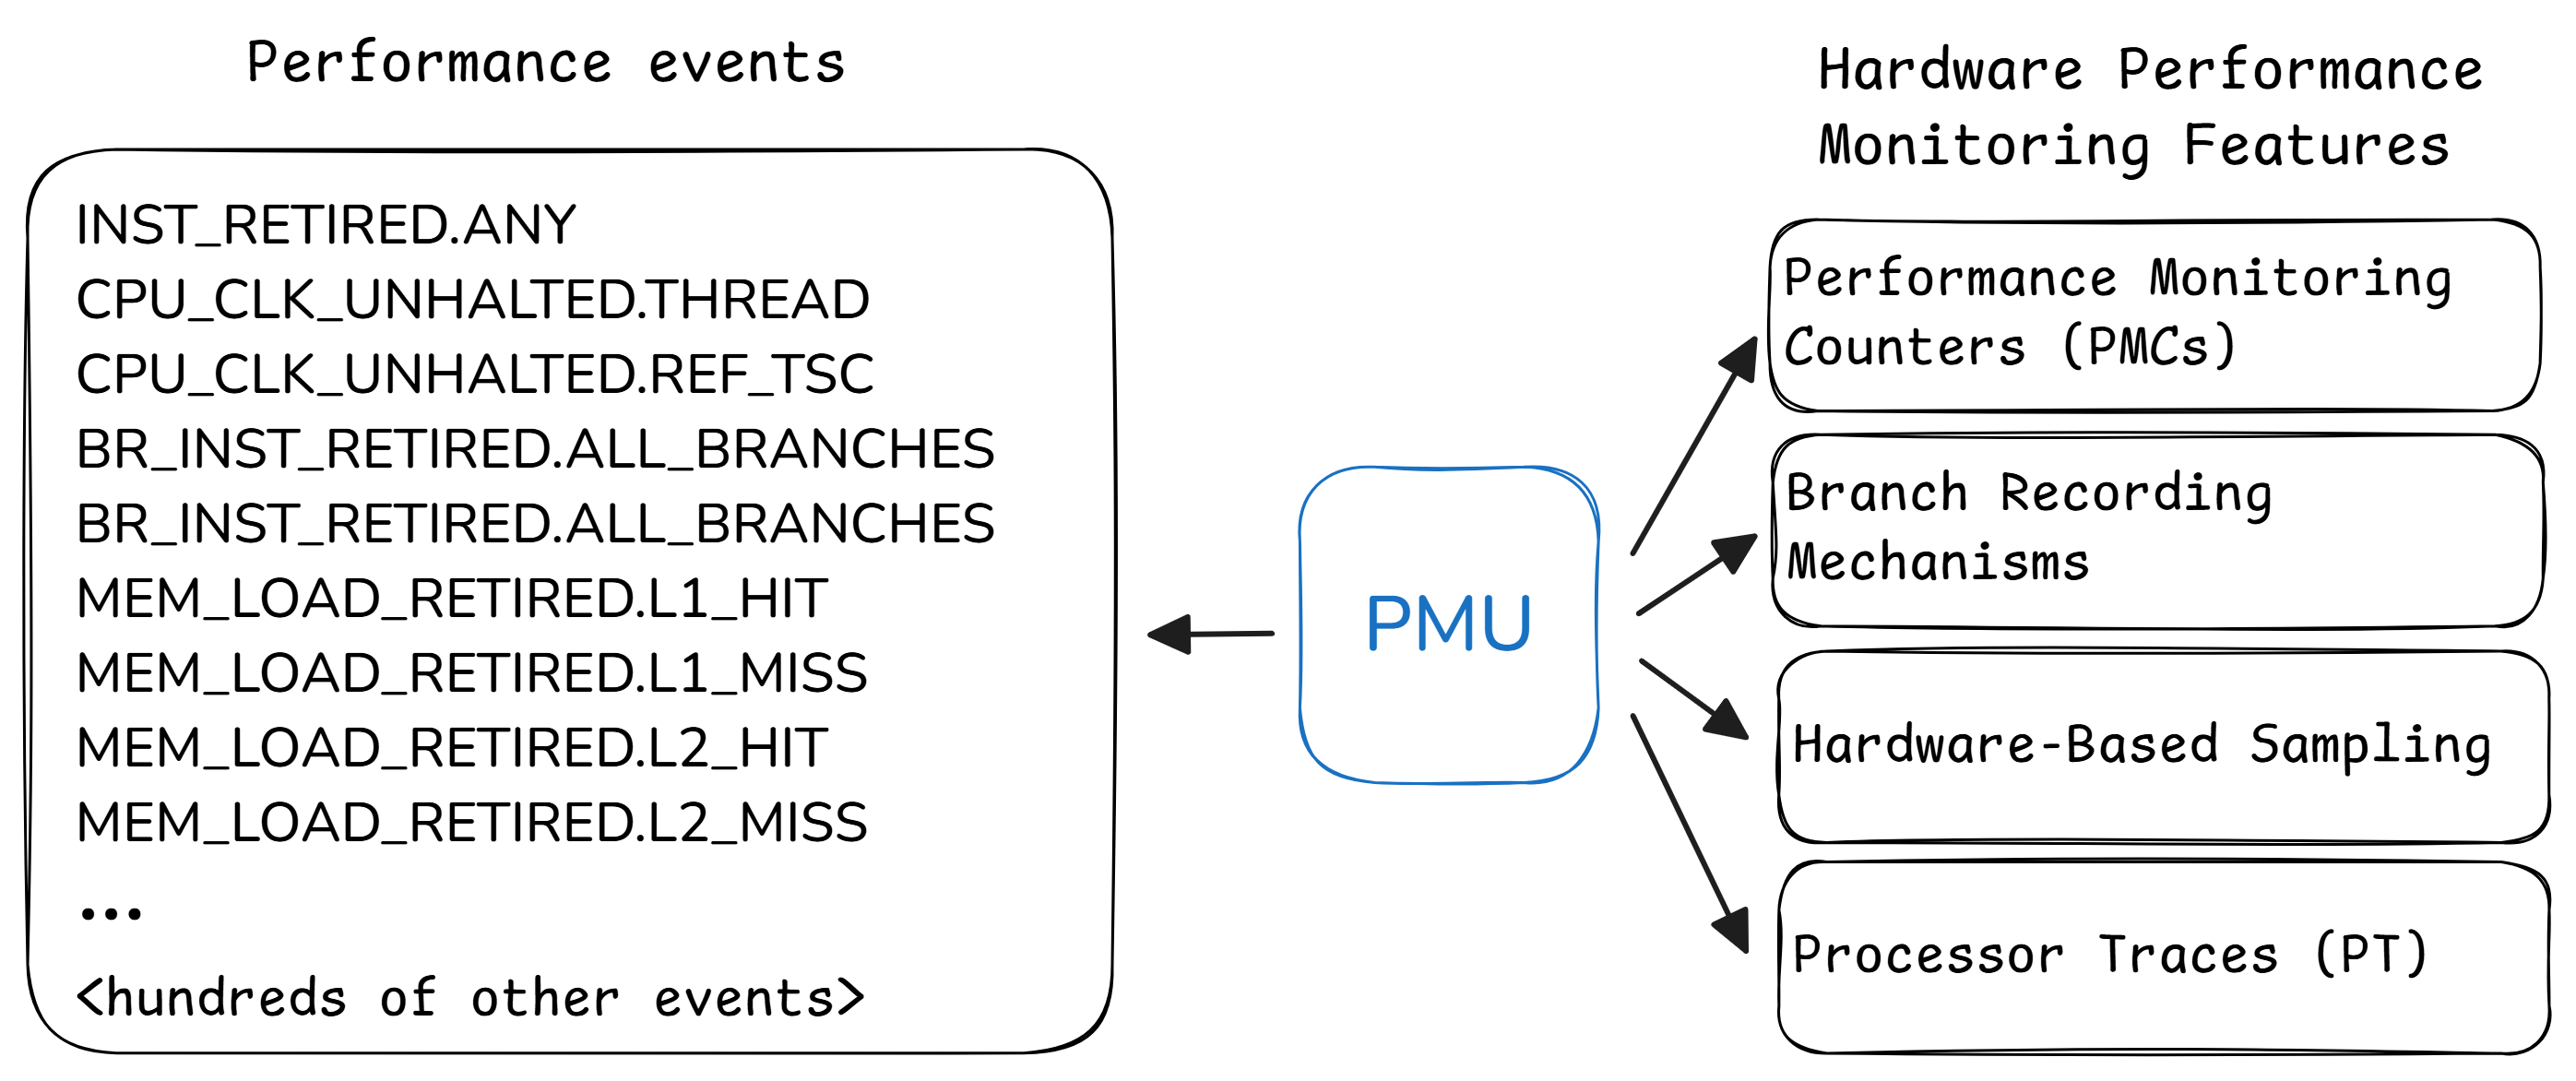 Performance events
INST_RETIRED.ANY
CPU_CLK_UNHALTED.THREAD
CPU_CLK_UNHALTED.REF_TSC
BR_INST_RETIRED.ALL_BRANCHES
BR_INST_RETIRED.ALL_BRANCHES
MEM_LOAD_RETIRED.L1_HIT
MEM_LOAD_RETIRED.L1_MISS
MEM_LOAD_RETIRED.L2_HIT
MEM_LOAD_RETIRED.L2_MISS
...
<hundreds of other events>
PMU
Hardware Performance
Monitoring Features
Performance Monitoring
Counters (PMCs)
Branch Recording
Mechanisms
Hardware-Based Sampling
Processor Traces (PT)